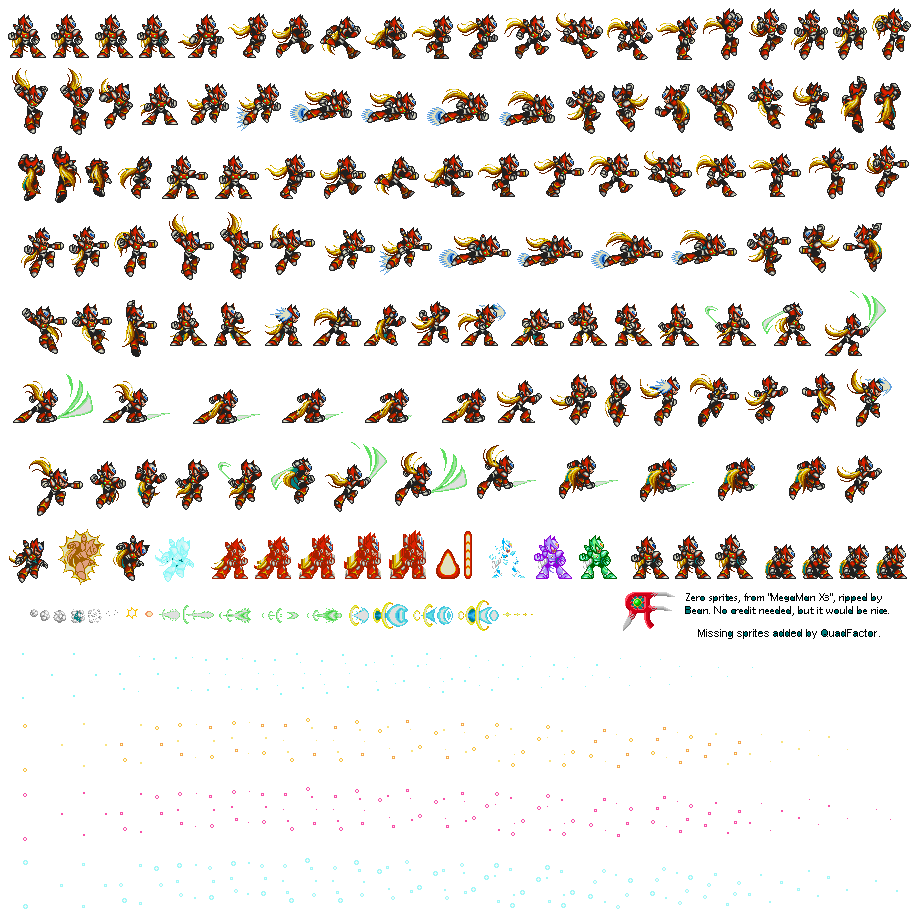 Zero sprites, from "MegaMan X3", ripped by
Bean. No credit needed, but it would be nice.
Missing sprites added by QuadFactor.